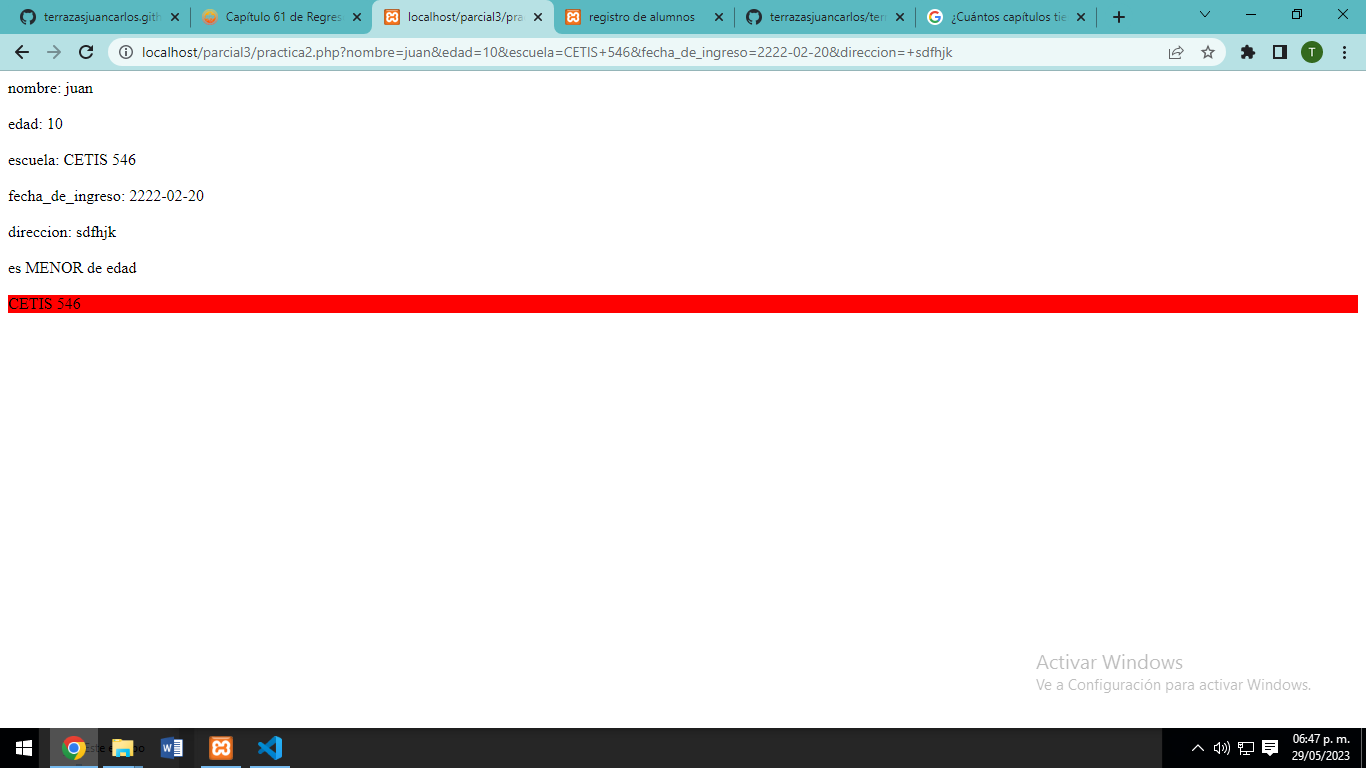 terrazasjuancarlos.gith
Capítulo 61 de Regres
localhost/parcial3/pra
registro de alumnos
terrazasjuancarlos/terr
¿Cuántos capítulos tie
localhost/parcial3/practica2.php?nombre=juan&edad=10&escuela=CETIS+546&fecha_de_ingreso=2222-02-20&direccion=+sdfhjk
T
nombre: juan
edad: 10
escuela: CETIS 546
fecha_de_ingreso: 2222-02-20
direccion: sdfhjk
es MENOR de edad
CETIS 546
Activar Windows
Ve a Configuración para activar Windows.
06:47 p. m.
29/05/2023